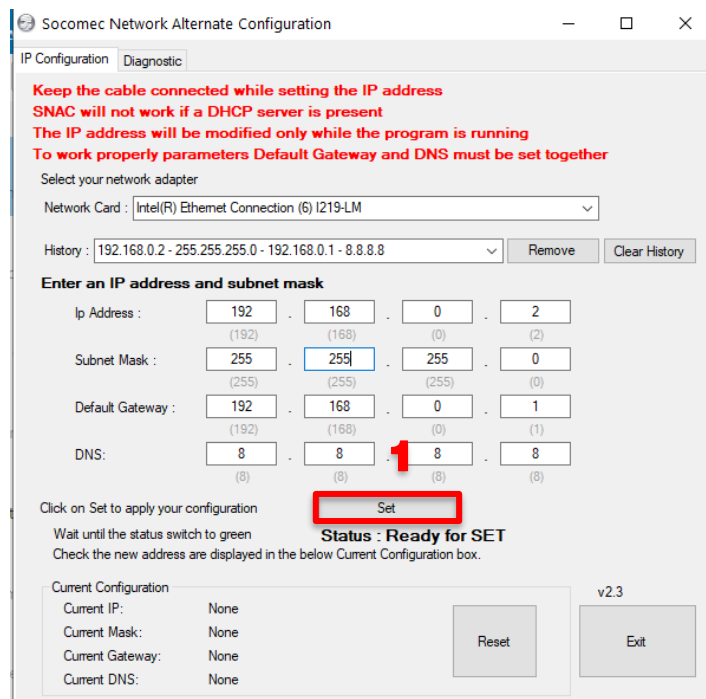 Socomec Network Alternate Configuration
IP Configuration Diagnostic
Keep the cable connected while setting the IP address
SNAC will not work if a DHCP server is present
The IP address will be modified only while the program is running
To work properly parameters Default Gateway and DNS must be set together
Select your network adapter
Network Card : Intel(R) Ethernet Connection (6) I219-LM
History : 192.168.0.2 - 255.255.255.0 - 192.168.0.1 - 8.8.8.8 Remove Clear History
Enter an IP address and subnet mask
Ip Address : 192 . 168 . 0 . 2
(192) (168) (0) (2)
Subnet Mask : 255 . 255 . 255 . 0
(255) (255) (255) (0)
Default Gateway : 192 . 168 . 0 . 1
(192) (168) (0) (1)
DNS: 8 . 8 . 8 . 8
(8) (8) (8) (8)
1
Click on Set to apply your configuration Set
Wait until the status switch to green Status : Ready for SET
Check the new address are displayed in the below Current Configuration box.
Current Configuration v2.3
Current IP: None
Current Mask: None
Current Gateway: None
Current DNS: None
Reset Exit